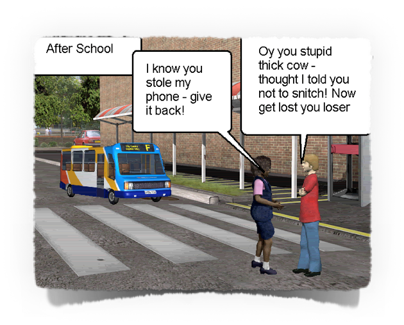 After School
I know you
stole my
phone - give
it back!
Oy you stupid
thick cow -
thought I told you
not to snitch! Now
get lost you loser
F